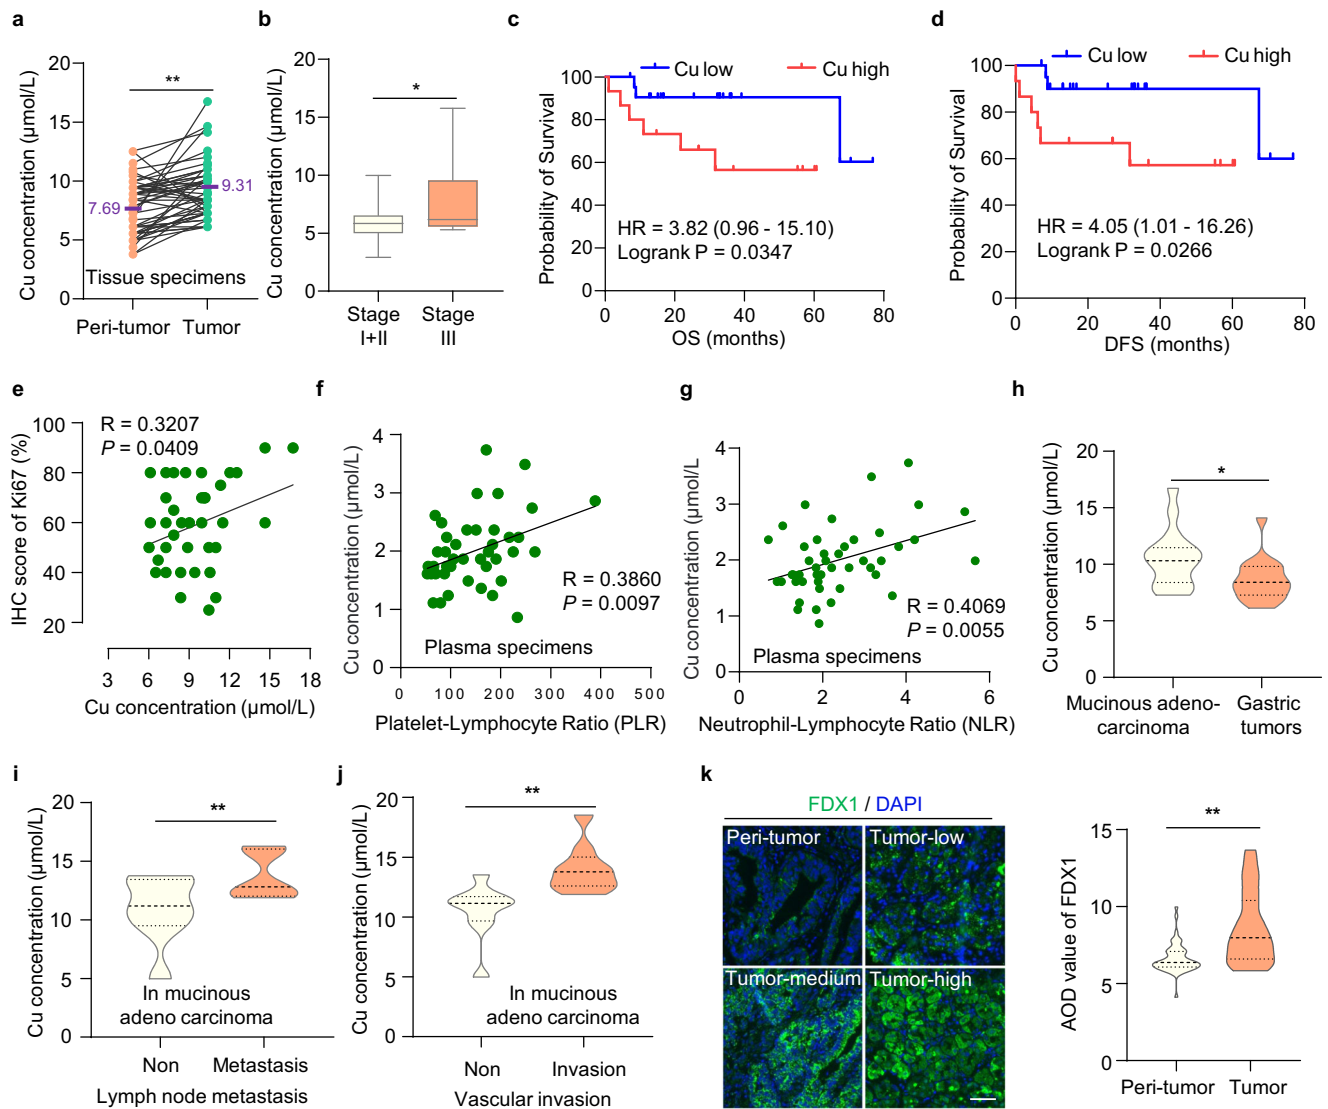 a
Cu concentration (µmol/L)
20
15
10
5
0
**
7.69
9.31
Tissue specimens
Peri-tumor
Tumor
b
Cu concentration (µmol/L)
20
15
10
5
0
*
Stage
I+II
Stage
III
c
Cu low
Cu high
Probability of Survival
100
80
60
40
20
0
HR = 3.82 (0.96 - 15.10)
Logrank P = 0.0347
0 20 40 60 80
OS (months)
d
Cu low
Cu high
Probability of Survival
100
80
60
40
20
0
HR = 4.05 (1.01 - 16.26)
Logrank P = 0.0266
0 20 40 60 80
DFS (months)
e
IHC score of Ki67 (%)
100
80
60
40
20
R = 0.3207
P = 0.0409
3 6 9 12 15 18
Cu concentration (µmol/L)
f
Cu concentration (µmol/L)
4
3
2
1
0
R = 0.3860
P = 0.0097
Plasma specimens
0 100 200 300 400 500
Platelet-Lymphocyte Ratio (PLR)
g
Cu concentration (µmol/L
4
3
2
1
0
R = 0.4069
P = 0.0055
Plasma specimens
0 2 4 6
Neutrophil-Lymphocyte Ratio (NLR)
h
Cu concentration (µmol/L)
20
15
10
5
0
*
Mucinous adeno-
carcinoma
Gastric
tumors
i
Cu concentration (µmol/L)
20
15
10
5
0
**
In mucinous
adeno carcinoma
Non
Metastasis
Lymph node metastasis
j
Cu concentration (µmol/L)
20
15
10
5
0
**
In mucinous
adeno carcinoma
Non
Invasion
Vascular invasion
k
FDX1 / DAPI
Peri-tumor
Tumor-low
Tumor-medium
Tumor-high
AOD value of FDX1
15
10
5
0
**
Peri-tumor
Tumor